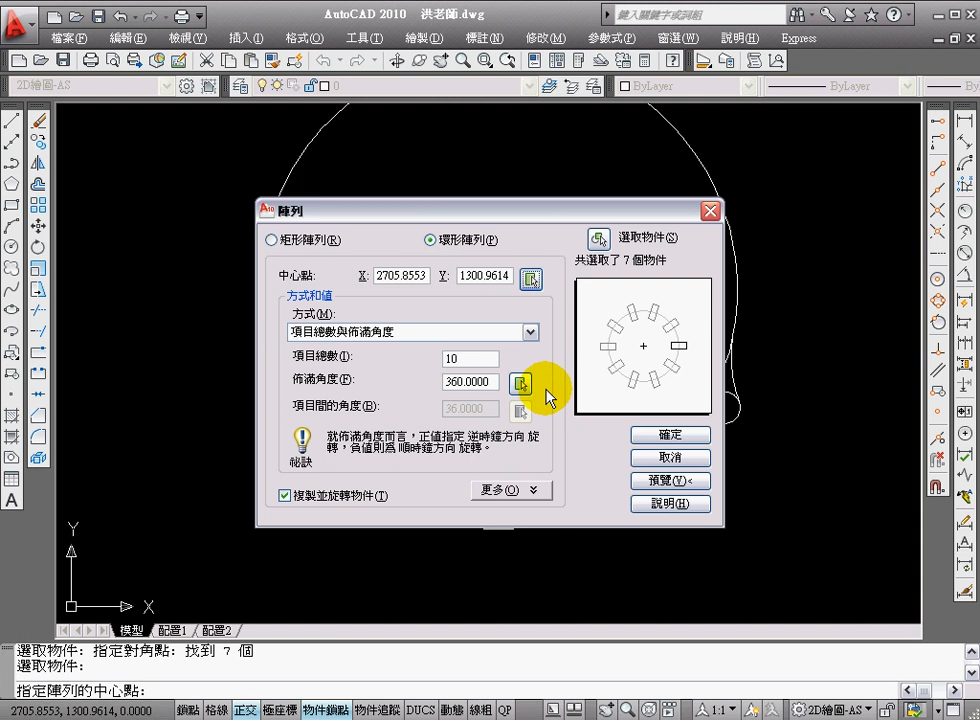 AutoCAD 2010 洪老師.dwg
鍵入關鍵字或詞組
檔案(F) 編輯(E) 檢視(V) 插入(I) 格式(O) 工具(T) 繪製(D) 標註(N) 修改(M) 參數式(P) 窗選(W) 說明(H) Express
2D繪圖-AS
0
ByLayer
ByLayer
By
陣列
矩形陣列(R)
環形陣列(P)
選取物件(S)
共選取了 7 個物件
中心點: X: 2705.8553 Y: 1300.9614
方式和值
方式(M):
項目總數與佈滿角度
項目總數(I): 10
佈滿角度(F): 360.0000
項目間的角度(B): 36.0000
就佈滿角度而言，正值指定 逆時鐘方向 旋
轉，負值則為 順時鐘方向 旋轉。
祕訣
複製並旋轉物件(T)
更多(O)
確定
取消
預覽(V)<
說明(H)
Y
X
模型 配置1 配置2
選取物件: 指定對角點: 找到 7 個
選取物件:
指定陣列的中心點:
2705.8553, 1300.9614, 0.0000 鎖點 格線 正交 極座標 物件鎖點 物件追蹤 DUCS 動態 線粗 QP 1:1 2D繪圖-AS